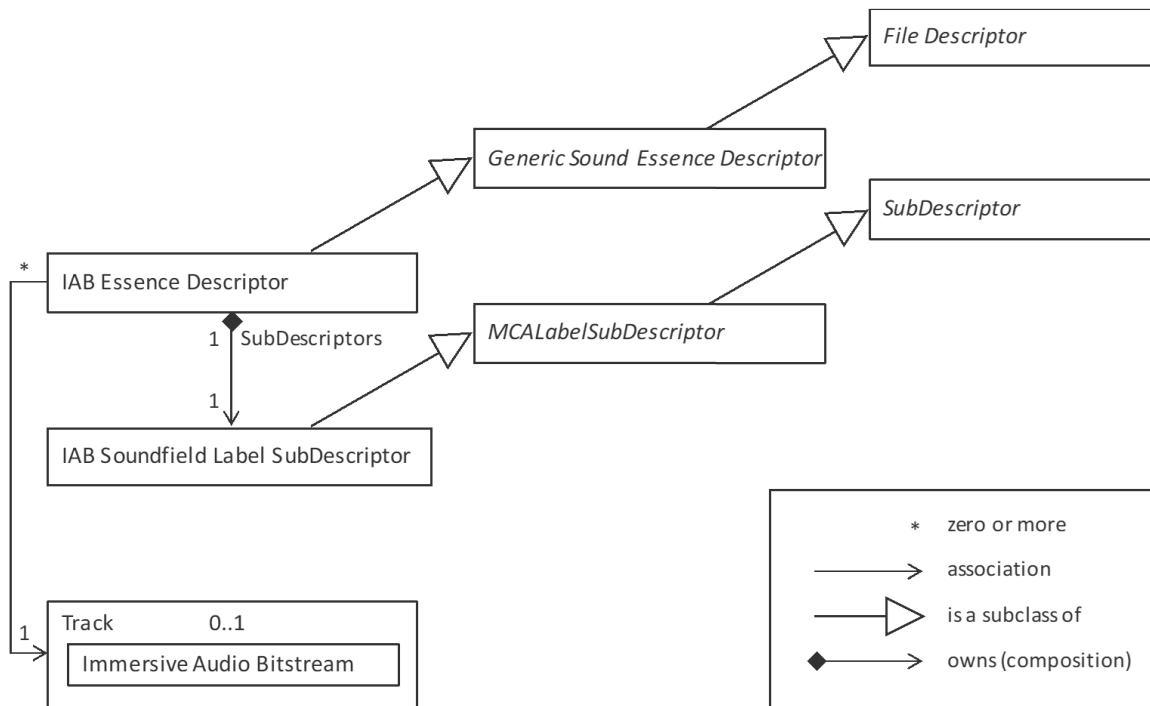 File Descriptor
Generic Sound Essence Descriptor
SubDescriptor
*
IAB Essence Descriptor
1 SubDescriptors
MCALabelSubDescriptor
1
IAB Soundfield Label SubDescriptor
* zero or more
association
is a subclass of
owns (composition)
1
Track 0..1
Immersive Audio Bitstream